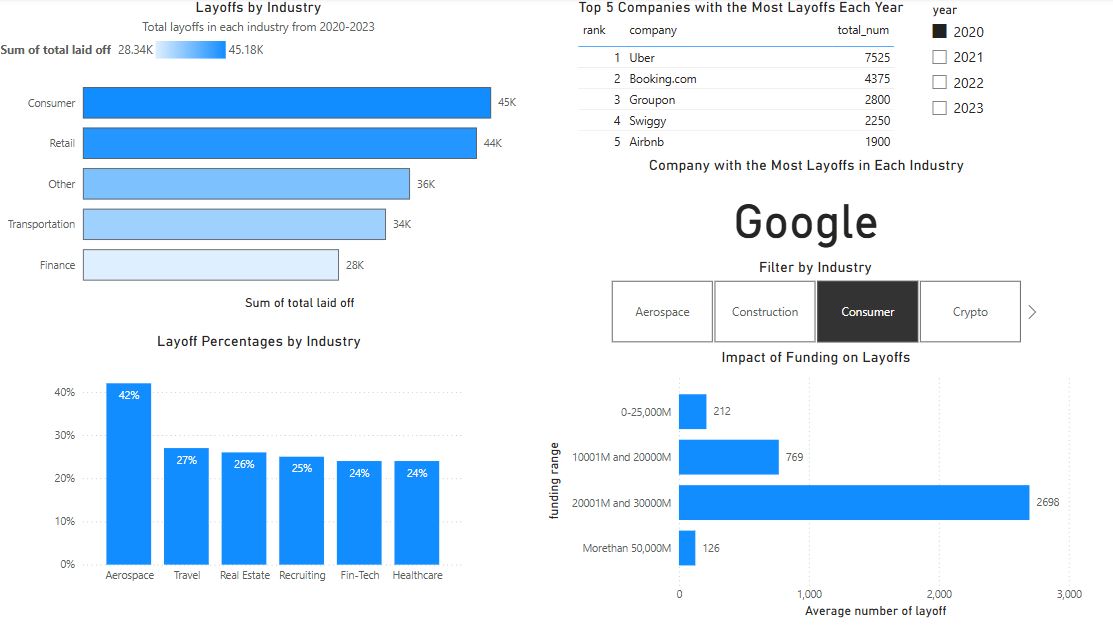 Layoffs by Industry
Total layoffs in each industry from 2020-2023
Sum of total laid off 28.34K 45.18K
Consumer 45K
Retail 44K
Other 36K
Transportation 34K
Finance 28K
Sum of total laid off
Layoff Percentages by Industry
40%
30%
20%
10%
0%
42% 27% 26% 25% 24% 24%
Aerospace Travel Real Estate Recruiting Fin-Tech Healthcare
Top 5 Companies with the Most Layoffs Each Year
rank company total_num
1 Uber 7525
2 Booking.com 4375
3 Groupon 2800
4 Swiggy 2250
5 Airbnb 1900
year
2020
2021
2022
2023
Company with the Most Layoffs in Each Industry
Google
Filter by Industry
Aerospace Construction Consumer Crypto
Impact of Funding on Layoffs
funding range
0-25,000M 212
10001M and 20000M 769
20001M and 30000M 2698
Morethan 50,000M 126
0 1,000 2,000 3,000
Average number of layoff